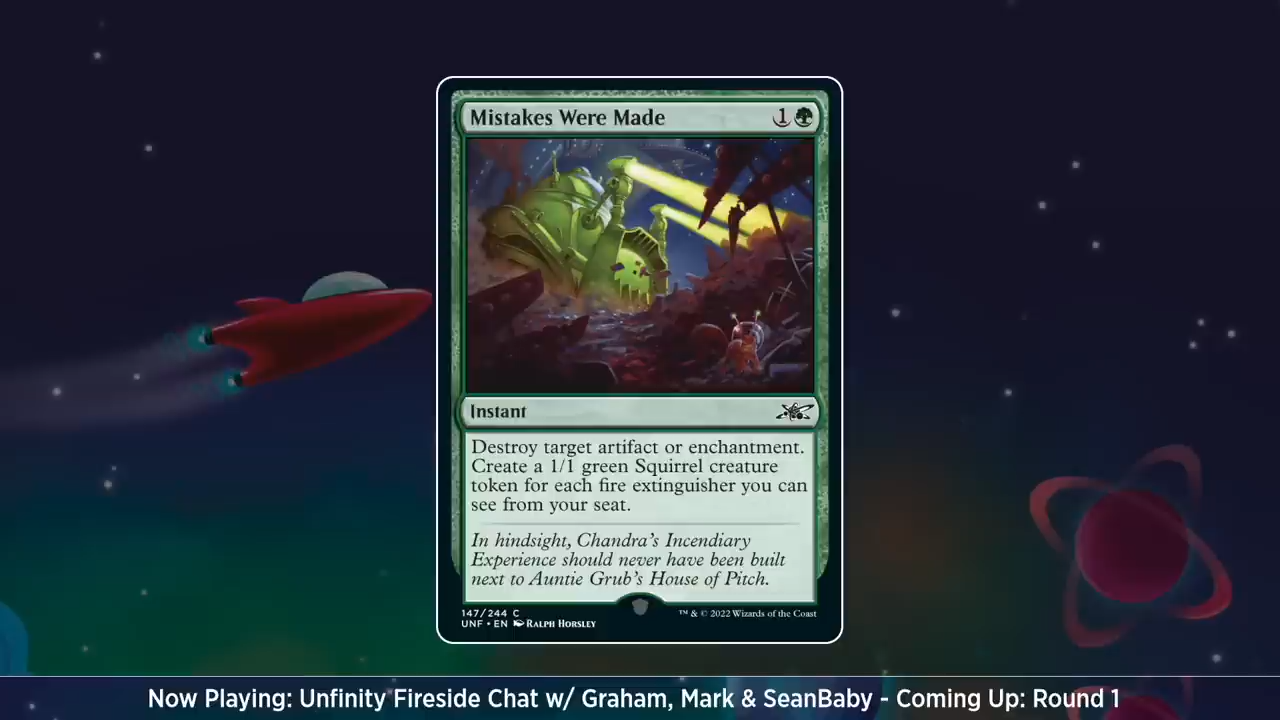 Mistakes Were Made 1
Instant
Destroy target artifact or enchantment.
Create a 1/1 green Squirrel creature
token for each fire extinguisher you can
see from your seat.
In hindsight, Chandra's Incendiary
Experience should never have been built
next to Auntie Grub's House of Pitch.
147/244 C
UNF • EN Ralph Horsley
™ & © 2022 Wizards of the Coast
Now Playing: Unfinity Fireside Chat w/ Graham, Mark & SeanBaby - Coming Up: Round 1